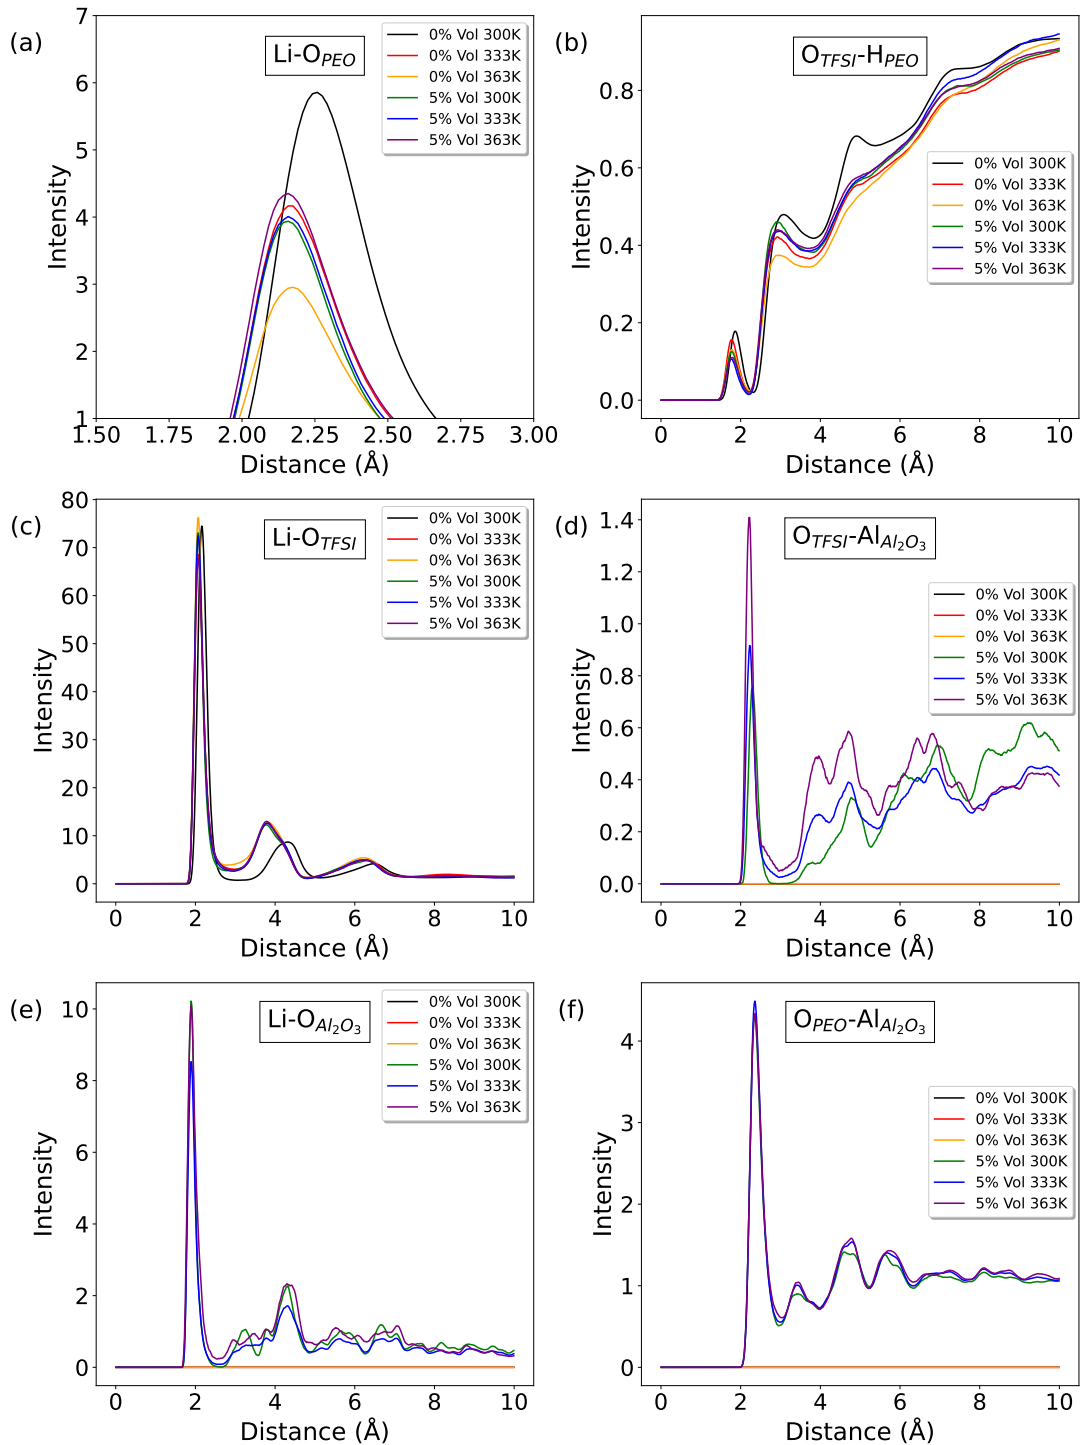 (a)
Li-O_PEO
0% Vol 300K
0% Vol 333K
0% Vol 363K
5% Vol 300K
5% Vol 333K
5% Vol 363K
Intensity
7
6
5
4
3
2
1
1.50 1.75 2.00 2.25 2.50 2.75 3.00
Distance (Å)
(b)
O_TFSI-H_PEO
0% Vol 300K
0% Vol 333K
0% Vol 363K
5% Vol 300K
5% Vol 333K
5% Vol 363K
Intensity
0.8
0.6
0.4
0.2
0.0
0 2 4 6 8 10
Distance (Å)
(c)
Li-O_TFSI
0% Vol 300K
0% Vol 333K
0% Vol 363K
5% Vol 300K
5% Vol 333K
5% Vol 363K
Intensity
80
70
60
50
40
30
20
10
0
0 2 4 6 8 10
Distance (Å)
(d)
O_TFSI-Al_Al₂O₃
0% Vol 300K
0% Vol 333K
0% Vol 363K
5% Vol 300K
5% Vol 333K
5% Vol 363K
Intensity
1.4
1.2
1.0
0.8
0.6
0.4
0.2
0.0
0 2 4 6 8 10
Distance (Å)
(e)
Li-O_Al₂O₃
0% Vol 300K
0% Vol 333K
0% Vol 363K
5% Vol 300K
5% Vol 333K
5% Vol 363K
Intensity
10
8
6
4
2
0
0 2 4 6 8 10
Distance (Å)
(f)
O_PEO-Al_Al₂O₃
0% Vol 300K
0% Vol 333K
0% Vol 363K
5% Vol 300K
5% Vol 333K
5% Vol 363K
Intensity
4
3
2
1
0
0 2 4 6 8 10
Distance (Å)